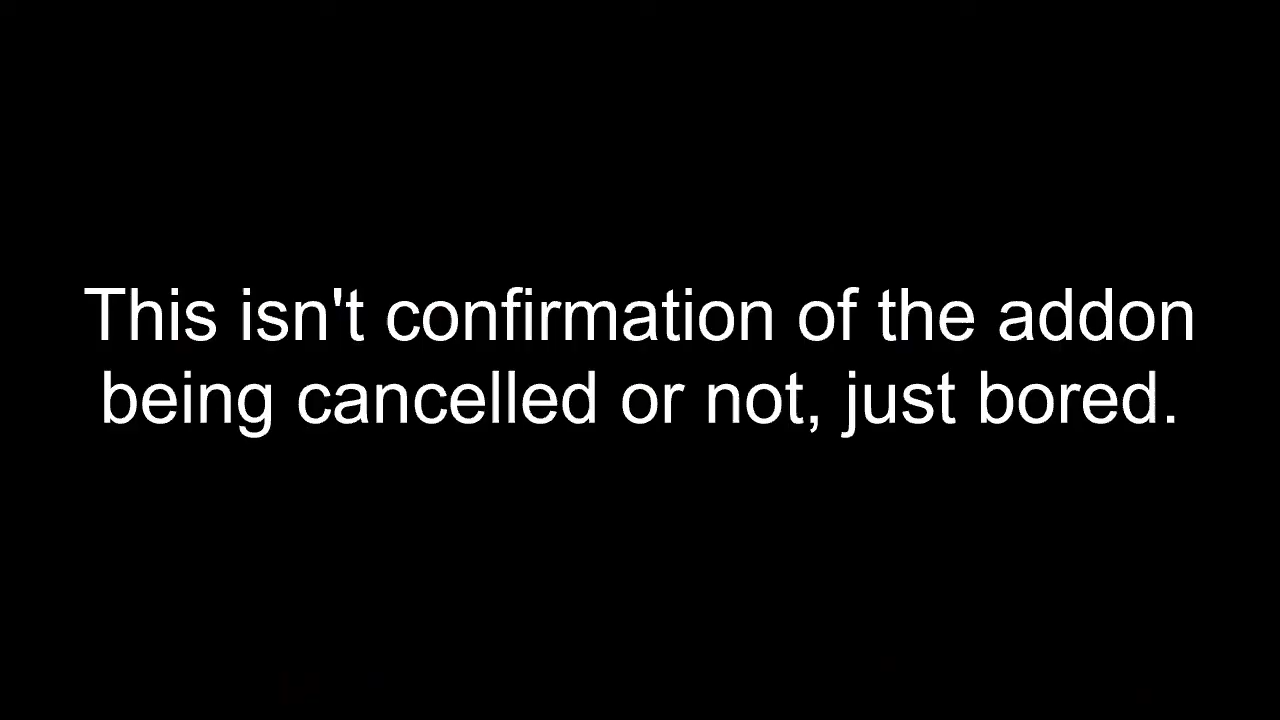 This isn't confirmation of the addon
being cancelled or not, just bored.